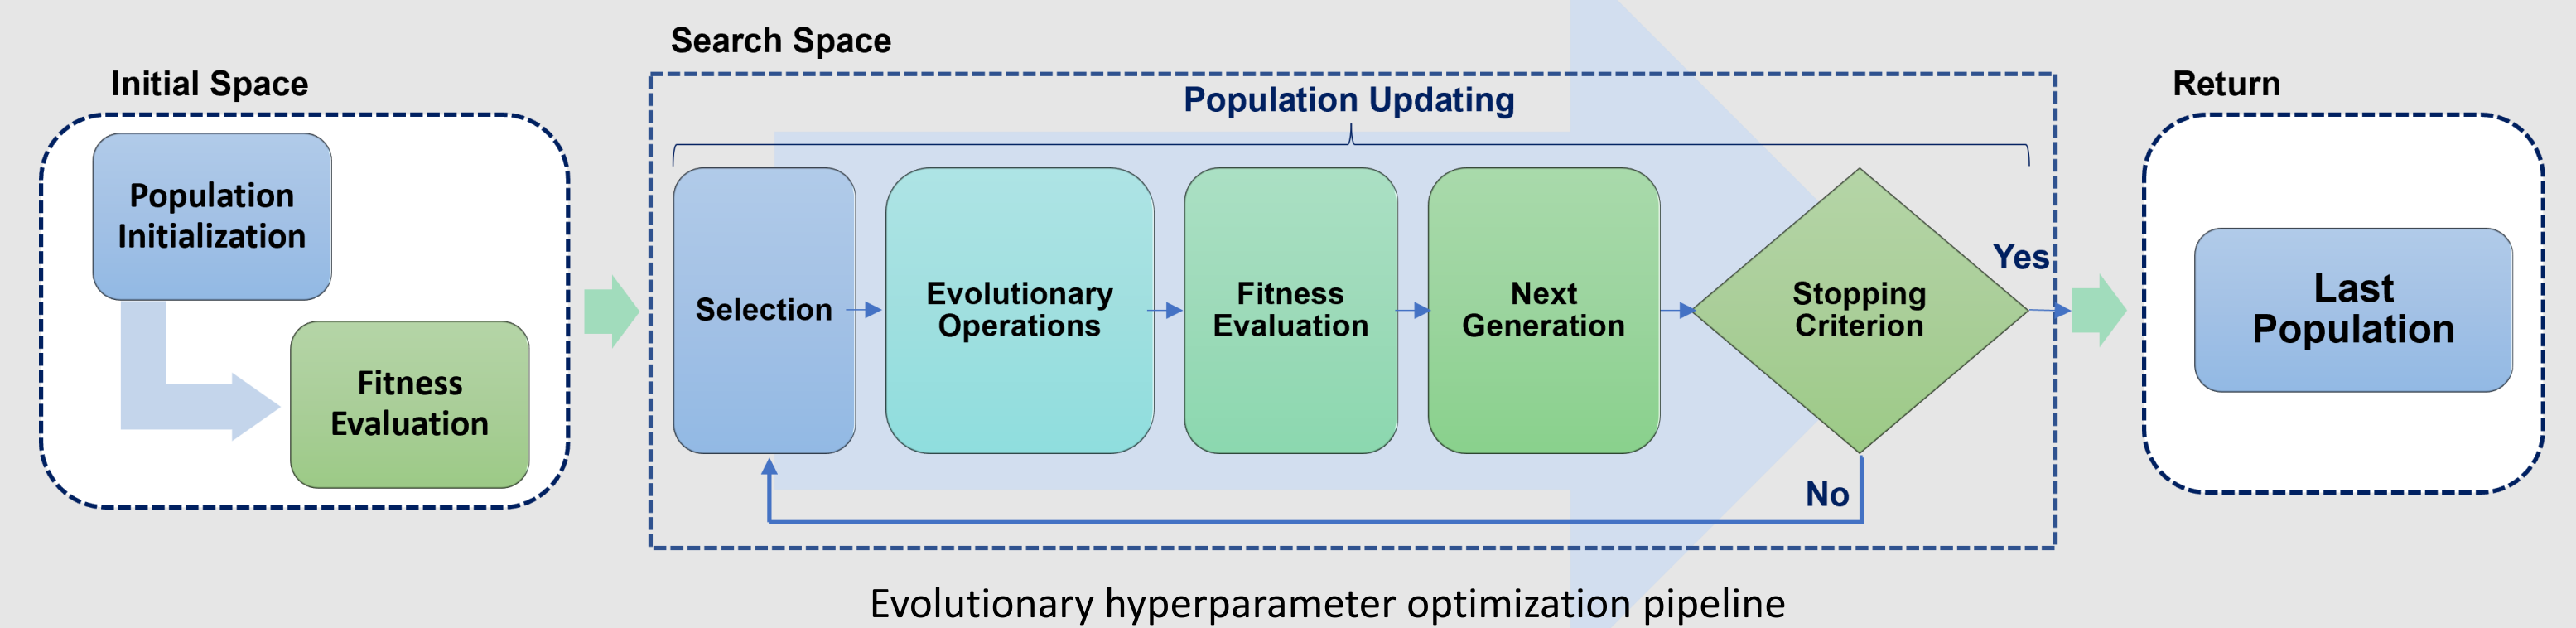 Initial Space
Population
Initialization
Fitness
Evaluation
Search Space
Population Updating
Selection
Evolutionary
Operations
Fitness
Evaluation
Next
Generation
Stopping
Criterion
Yes
No
Return
Last
Population
Evolutionary hyperparameter optimization pipeline